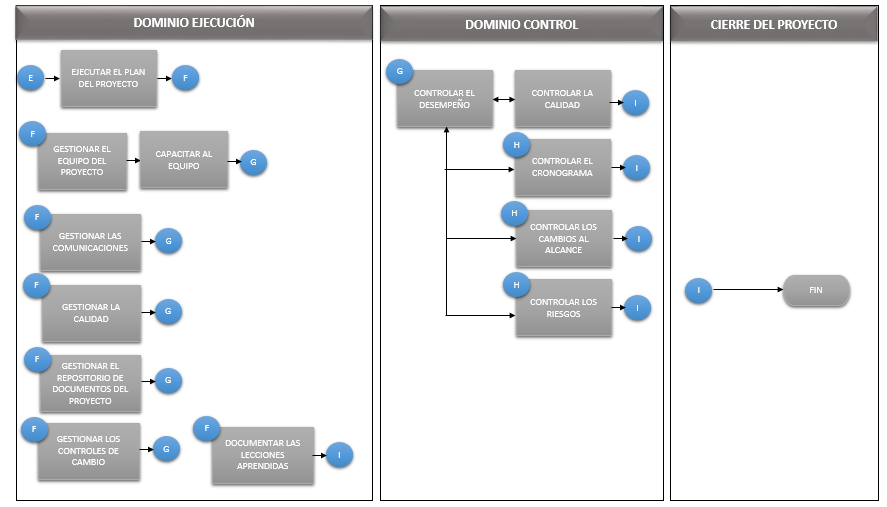 DOMINIO EJECUCIÓN
E
EJECUTAR EL PLAN
DEL PROYECTO
F
F
GESTIONAR EL
EQUIPO DEL
PROYECTO
CAPACITAR AL
EQUIPO
G
F
GESTIONAR LAS
COMUNICACIONES
G
F
GESTIONAR LA
CALIDAD
G
F
GESTIONAR EL
REPOSITORIO DE
DOCUMENTOS DEL
PROYECTO
G
F
GESTIONAR LOS
CONTROLES DE
CAMBIO
G
F
DOCUMENTAR LAS
LECCIONES
APRENDIDAS
I
DOMINIO CONTROL
G
CONTROLAR EL
DESEMPEÑO
CONTROLAR LA
CALIDAD
I
H
CONTROLAR EL
CRONOGRAMA
I
H
CONTROLAR LOS
CAMBIOS AL
ALCANCE
I
H
CONTROLAR LOS
RIESGOS
I
CIERRE DEL PROYECTO
I
FIN